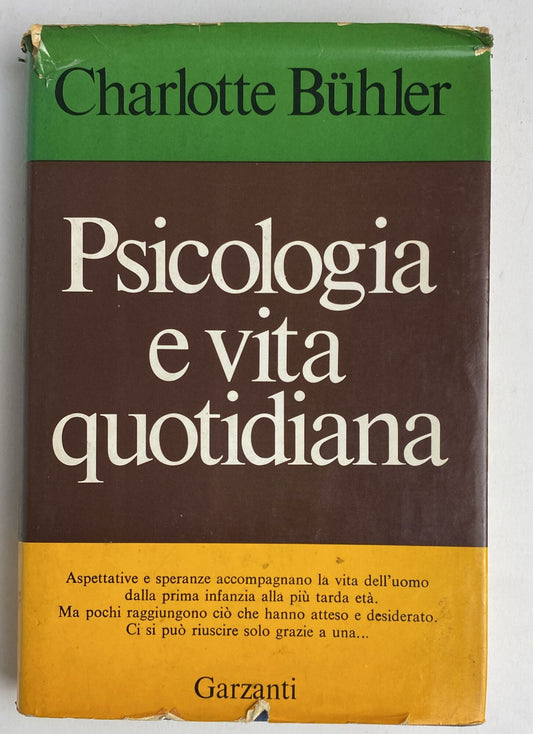 Charlotte Bühler
Psicologia
e vita
quotidiana
Aspettative e speranze accompagnano la vita dell'uomo
dalla prima infanzia alla più tarda età.
Ma pochi raggiungono ciò che hanno atteso e desiderato.
Ci si può riuscire solo grazie a una...
Garzanti